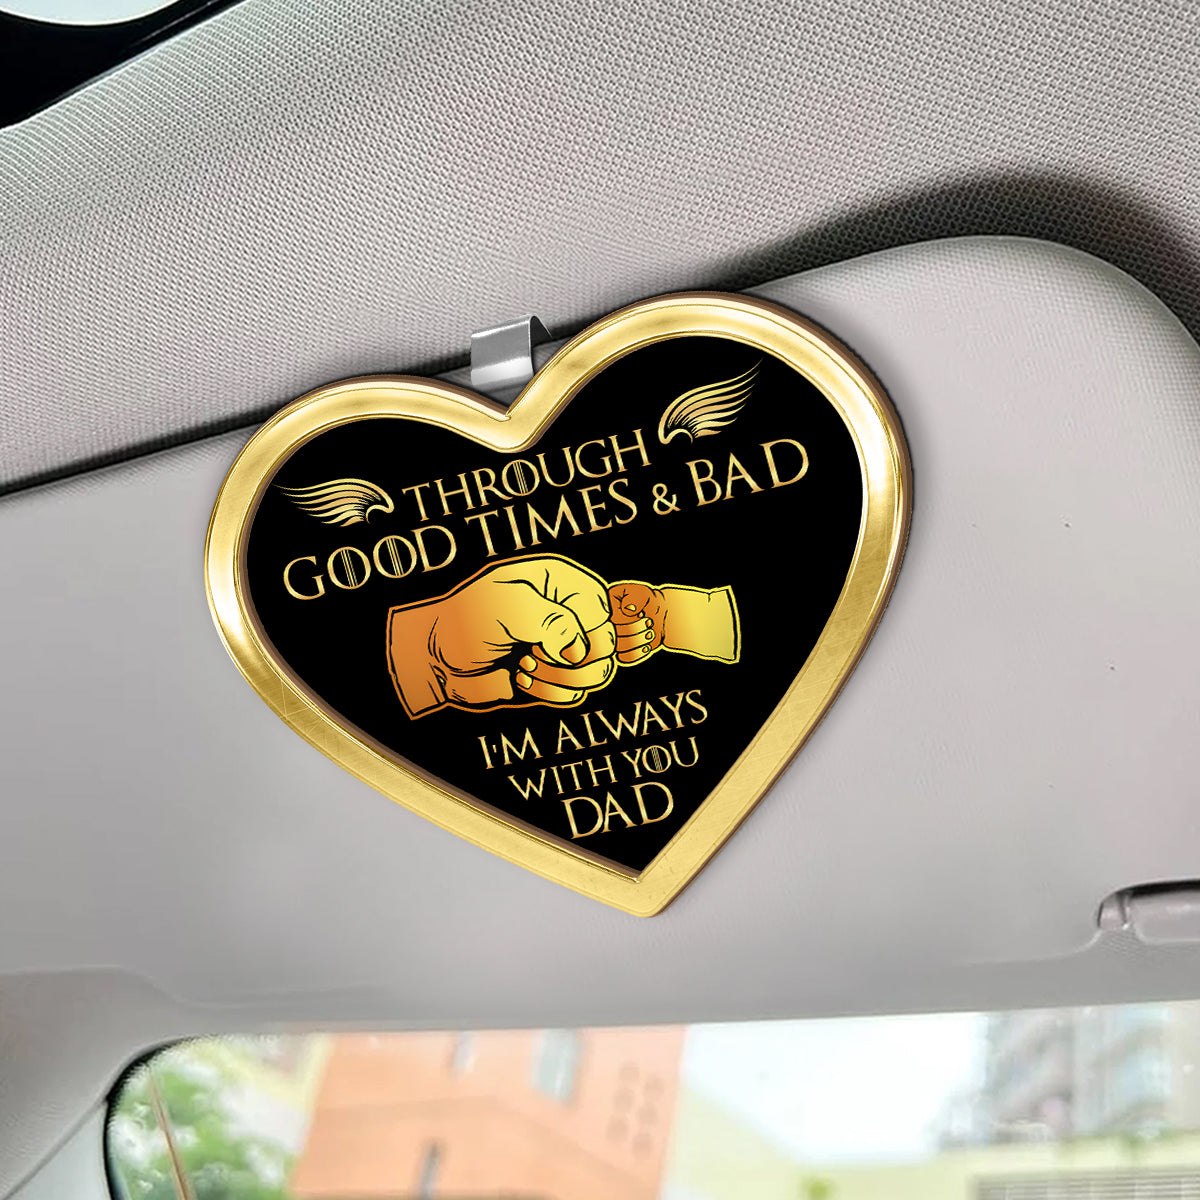 THROUGH
GOOD TIMES & BAD
I'M ALWAYS
WITH YOU
DAD